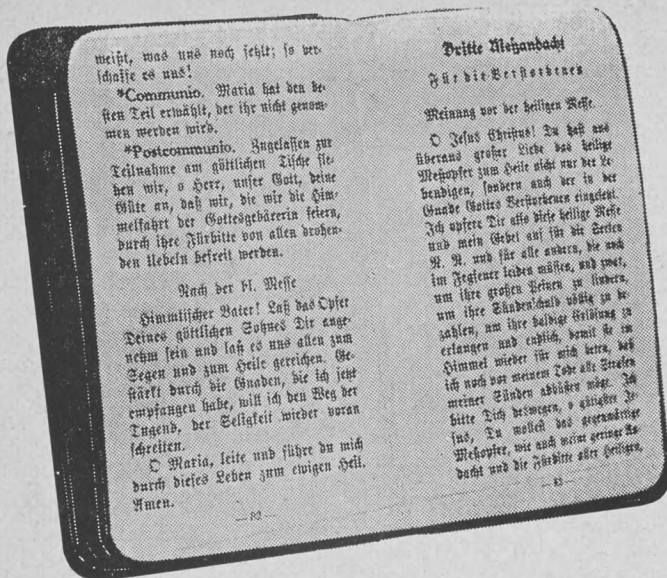 weißt, was uns noch fehlt; so ver-
schaffe es uns!
*Communio. Maria hat den be-
sten Teil erwählt, der ihr nicht genom-
men werden wird.
*Postcommunio. Zugelassen zur
Teilnahme am göttlichen Tische fle-
hen wir, o Herr, unser Gott, deine
Güte an, daß wir, die wir die Him-
melfahrt der Gottesgebärerin feiern,
durch ihre Fürbitte von allen drohen-
den Uebeln befreit werden.
Nach der hl. Messe
Himmlischer Vater! Laß das Opfer
Deines göttlichen Sohnes Dir ange-
nehm sein und laß es uns allen zum
Segen und zum Heile gereichen. Ge-
stärkt durch die Gnaden, die ich jetzt
empfangen habe, will ich den Weg der
Tugend, der Seligkeit wieder voran
schreiten.
O Maria, leite und führe du mich
durch dieses Leben zum ewigen Heil.
Amen.
— 82 —
Dritte Meßandacht
Für die Verstorbenen
Meinung vor der heiligen Messe.
O Jesus Christus! Du hast aus
überaus großer Liebe das heilige
Meßopfer zum Heile nicht nur der Le-
bendigen, sondern auch der in der
Gnade Gottes Verstorbenen eingesetzt.
Ich opfere Dir also diese heilige Messe
und mein Gebet auf für die Seelen
N. N. und für alle andern, die noch
im Fegfeuer leiden müssen, und zwar,
um ihre großen Peinen zu lindern,
um ihre Sündenschuld völlig zu be-
zahlen, um ihre baldige Erlösung zu
erlangen und endlich, damit sie im
Himmel wieder für mich beten, daß
ich noch vor meinem Tode alle Strafen
meiner Sünden abbüßen möge. Ich
bitte Dich deswegen, o gütigster Je-
sus, Du wollest das gegenwärtige
Meßopfer, wie auch meine geringe An-
dacht und die Fürbitte aller Heiligen,
— 83 —